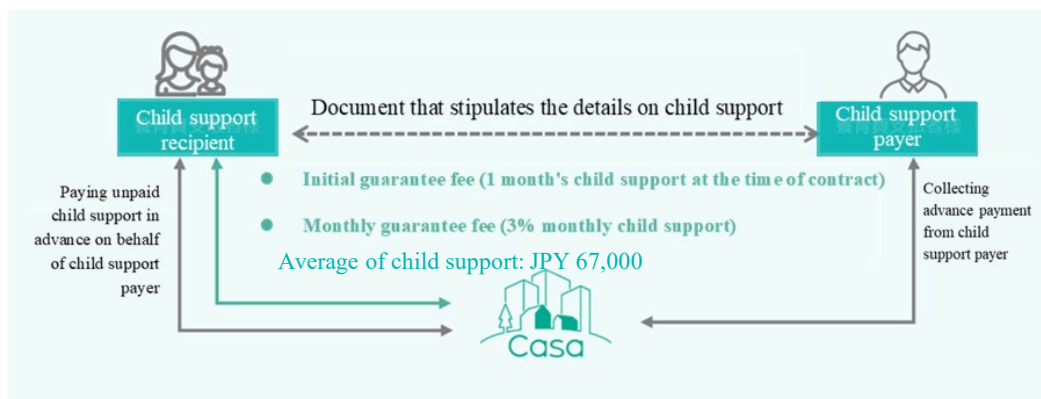 Document that stipulates the details on child support
Child support
recipient
Child support
payer
Initial guarantee fee (1 month's child support at the time of contract)
Monthly guarantee fee (3% monthly child support)
Average of child support: JPY 67,000
Paying unpaid
child support in
advance on behalf
of child support
payer
Collecting
advance payment
from child
support payer
Casa